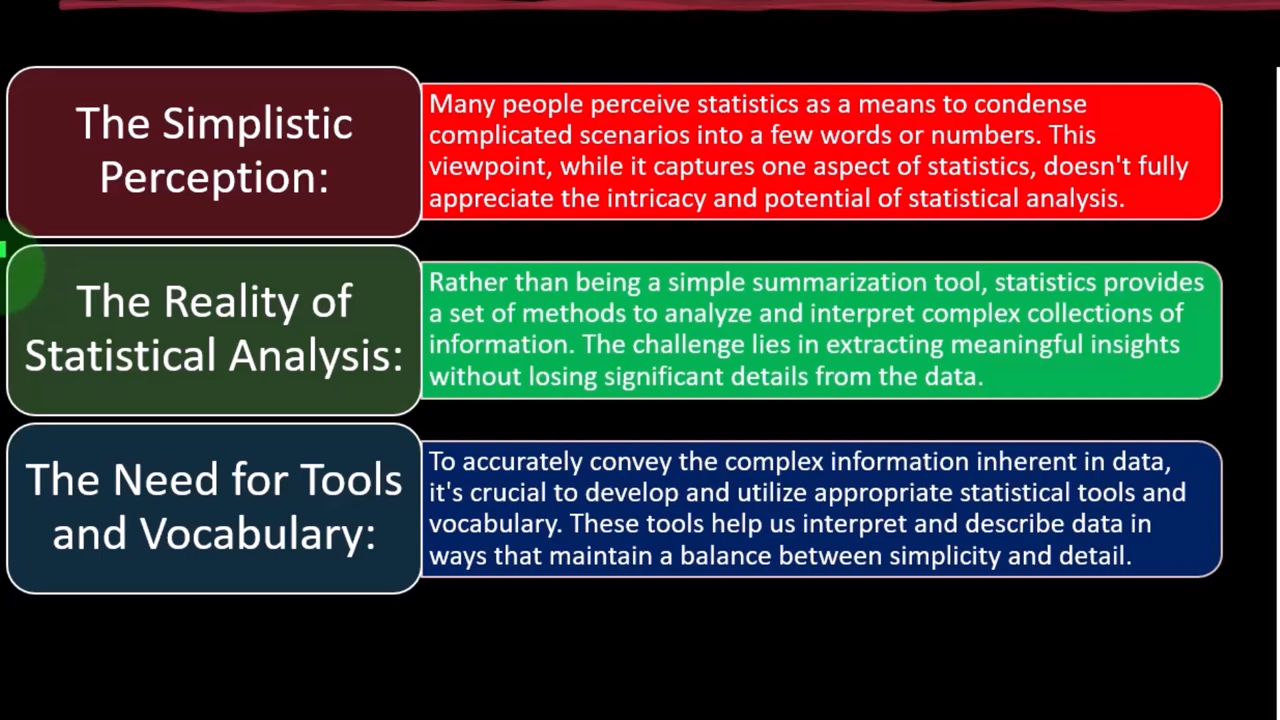 The Simplistic
Perception:
Many people perceive statistics as a means to condense
complicated scenarios into a few words or numbers. This
viewpoint, while it captures one aspect of statistics, doesn't fully
appreciate the intricacy and potential of statistical analysis.
The Reality of
Statistical Analysis:
Rather than being a simple summarization tool, statistics provides
a set of methods to analyze and interpret complex collections of
information. The challenge lies in extracting meaningful insights
without losing significant details from the data.
The Need for Tools
and Vocabulary:
To accurately convey the complex information inherent in data,
it's crucial to develop and utilize appropriate statistical tools and
vocabulary. These tools help us interpret and describe data in
ways that maintain a balance between simplicity and detail.